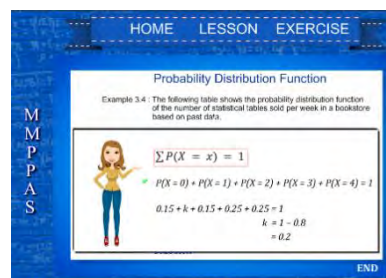 HOME LESSON EXERCISE
Probability Distribution Function
Example 3.4 : The following table shows the probability distribution function
of the number of statistical tables sold per week in a bookstore
based on past data.
M
M
P
P
A
S
∑P(X = x) = 1
P(X = 0) + P(X = 1) + P(X = 2) + P(X = 3) + P(X = 4) = 1
0.15 + k + 0.15 + 0.25 + 0.25 = 1
k = 1 − 0.8
= 0.2
END